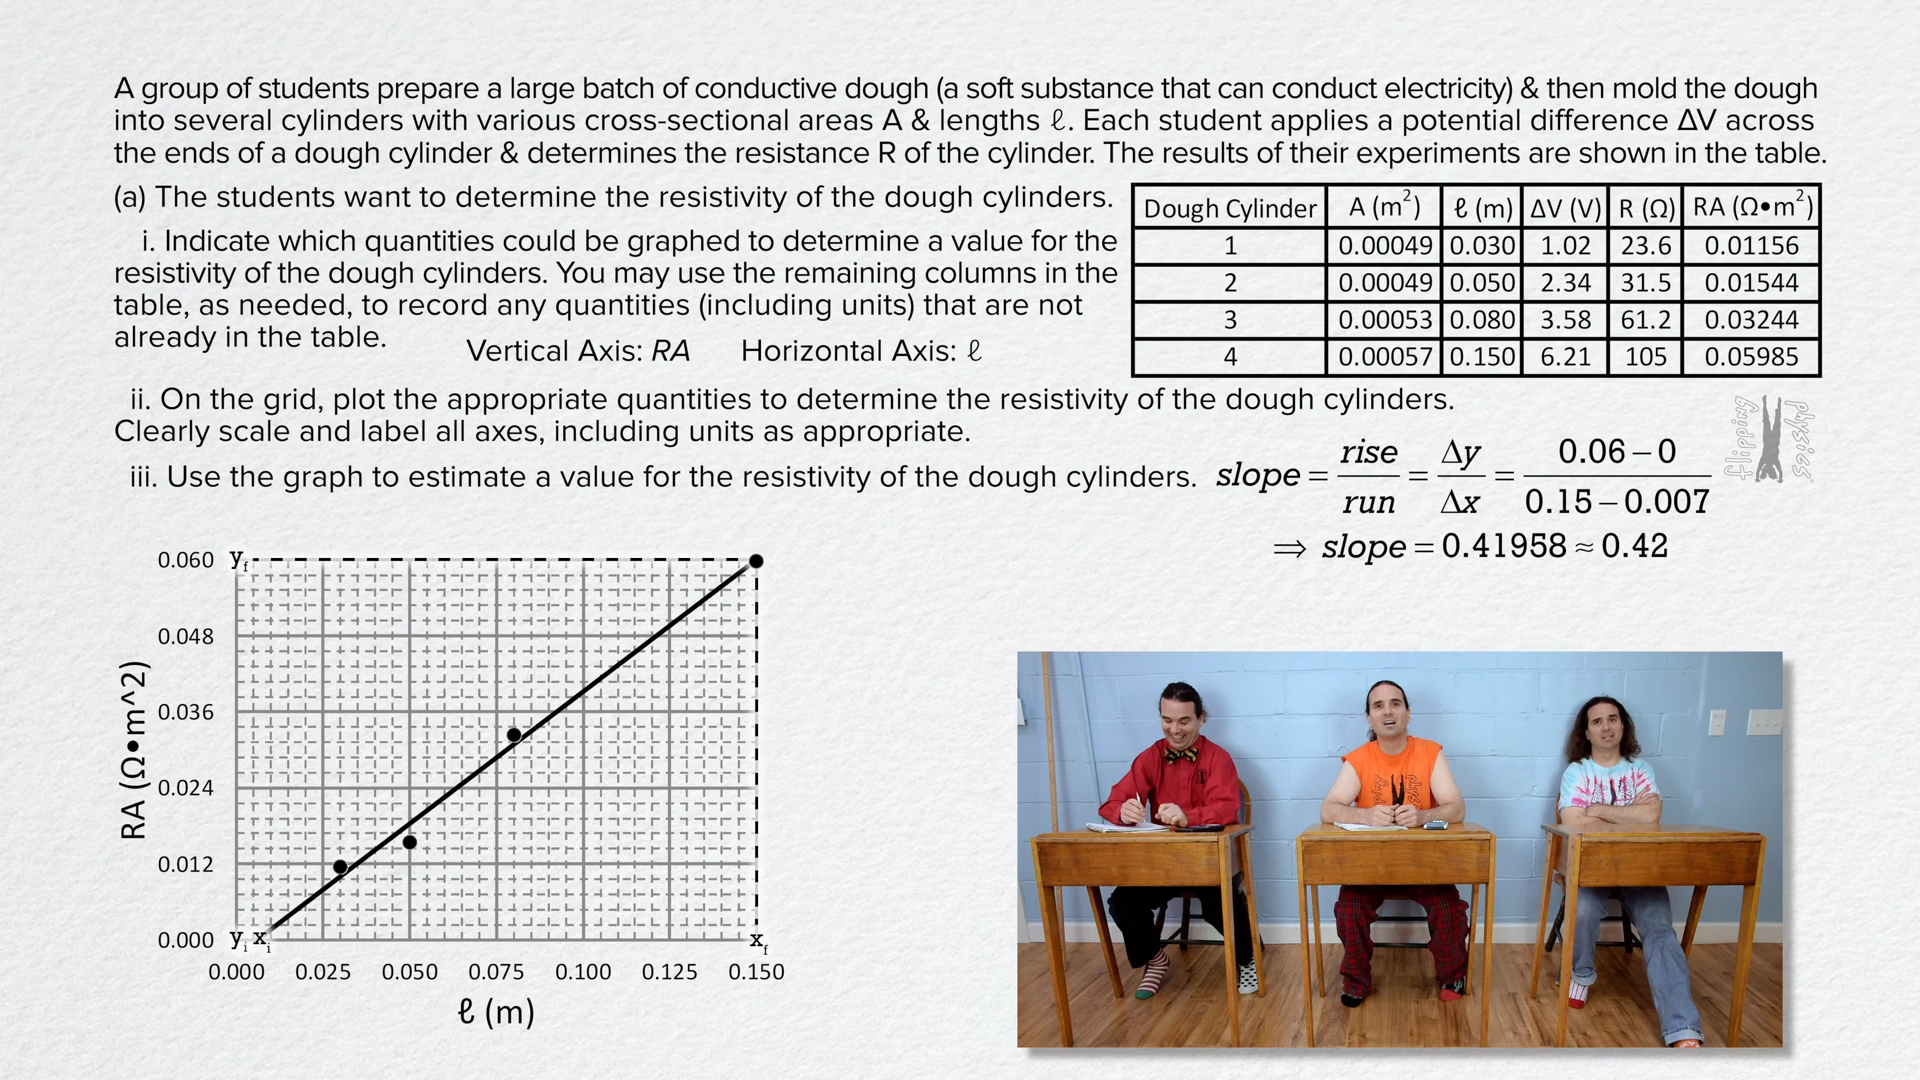 A group of students prepare a large batch of conductive dough (a soft substance that can conduct electricity) & then mold the dough
into several cylinders with various cross-sectional areas A & lengths ℓ. Each student applies a potential difference ΔV across
the ends of a dough cylinder & determines the resistance R of the cylinder. The results of their experiments are shown in the table.
(a) The students want to determine the resistivity of the dough cylinders.
i. Indicate which quantities could be graphed to determine a value for the
resistivity of the dough cylinders. You may use the remaining columns in the
table, as needed, to record any quantities (including units) that are not
already in the table.
Vertical Axis: RA Horizontal Axis: ℓ
Dough Cylinder A (m²) ℓ (m) ΔV (V) R (Ω) RA (Ω•m²)
1 0.00049 0.030 1.02 23.6 0.01156
2 0.00049 0.050 2.34 31.5 0.01544
3 0.00053 0.080 3.58 61.2 0.03244
4 0.00057 0.150 6.21 105 0.05985
ii. On the grid, plot the appropriate quantities to determine the resistivity of the dough cylinders.
Clearly scale and label all axes, including units as appropriate.
iii. Use the graph to estimate a value for the resistivity of the dough cylinders.
slope = rise/run = Δy/Δx = (0.06 – 0)/(0.15 – 0.007)
⇒ slope = 0.41958 ≈ 0.42
flipping physics
RA (Ω•m^2)
0.060 y_f
0.048
0.036
0.024
0.012
0.000 y_i x_i x_f
0.000 0.025 0.050 0.075 0.100 0.125 0.150
ℓ (m)